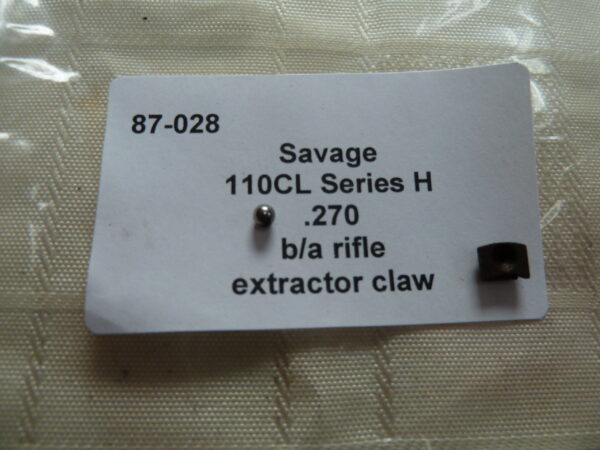 87-028
Savage
110CL Series H
.270
b/a rifle
extractor claw